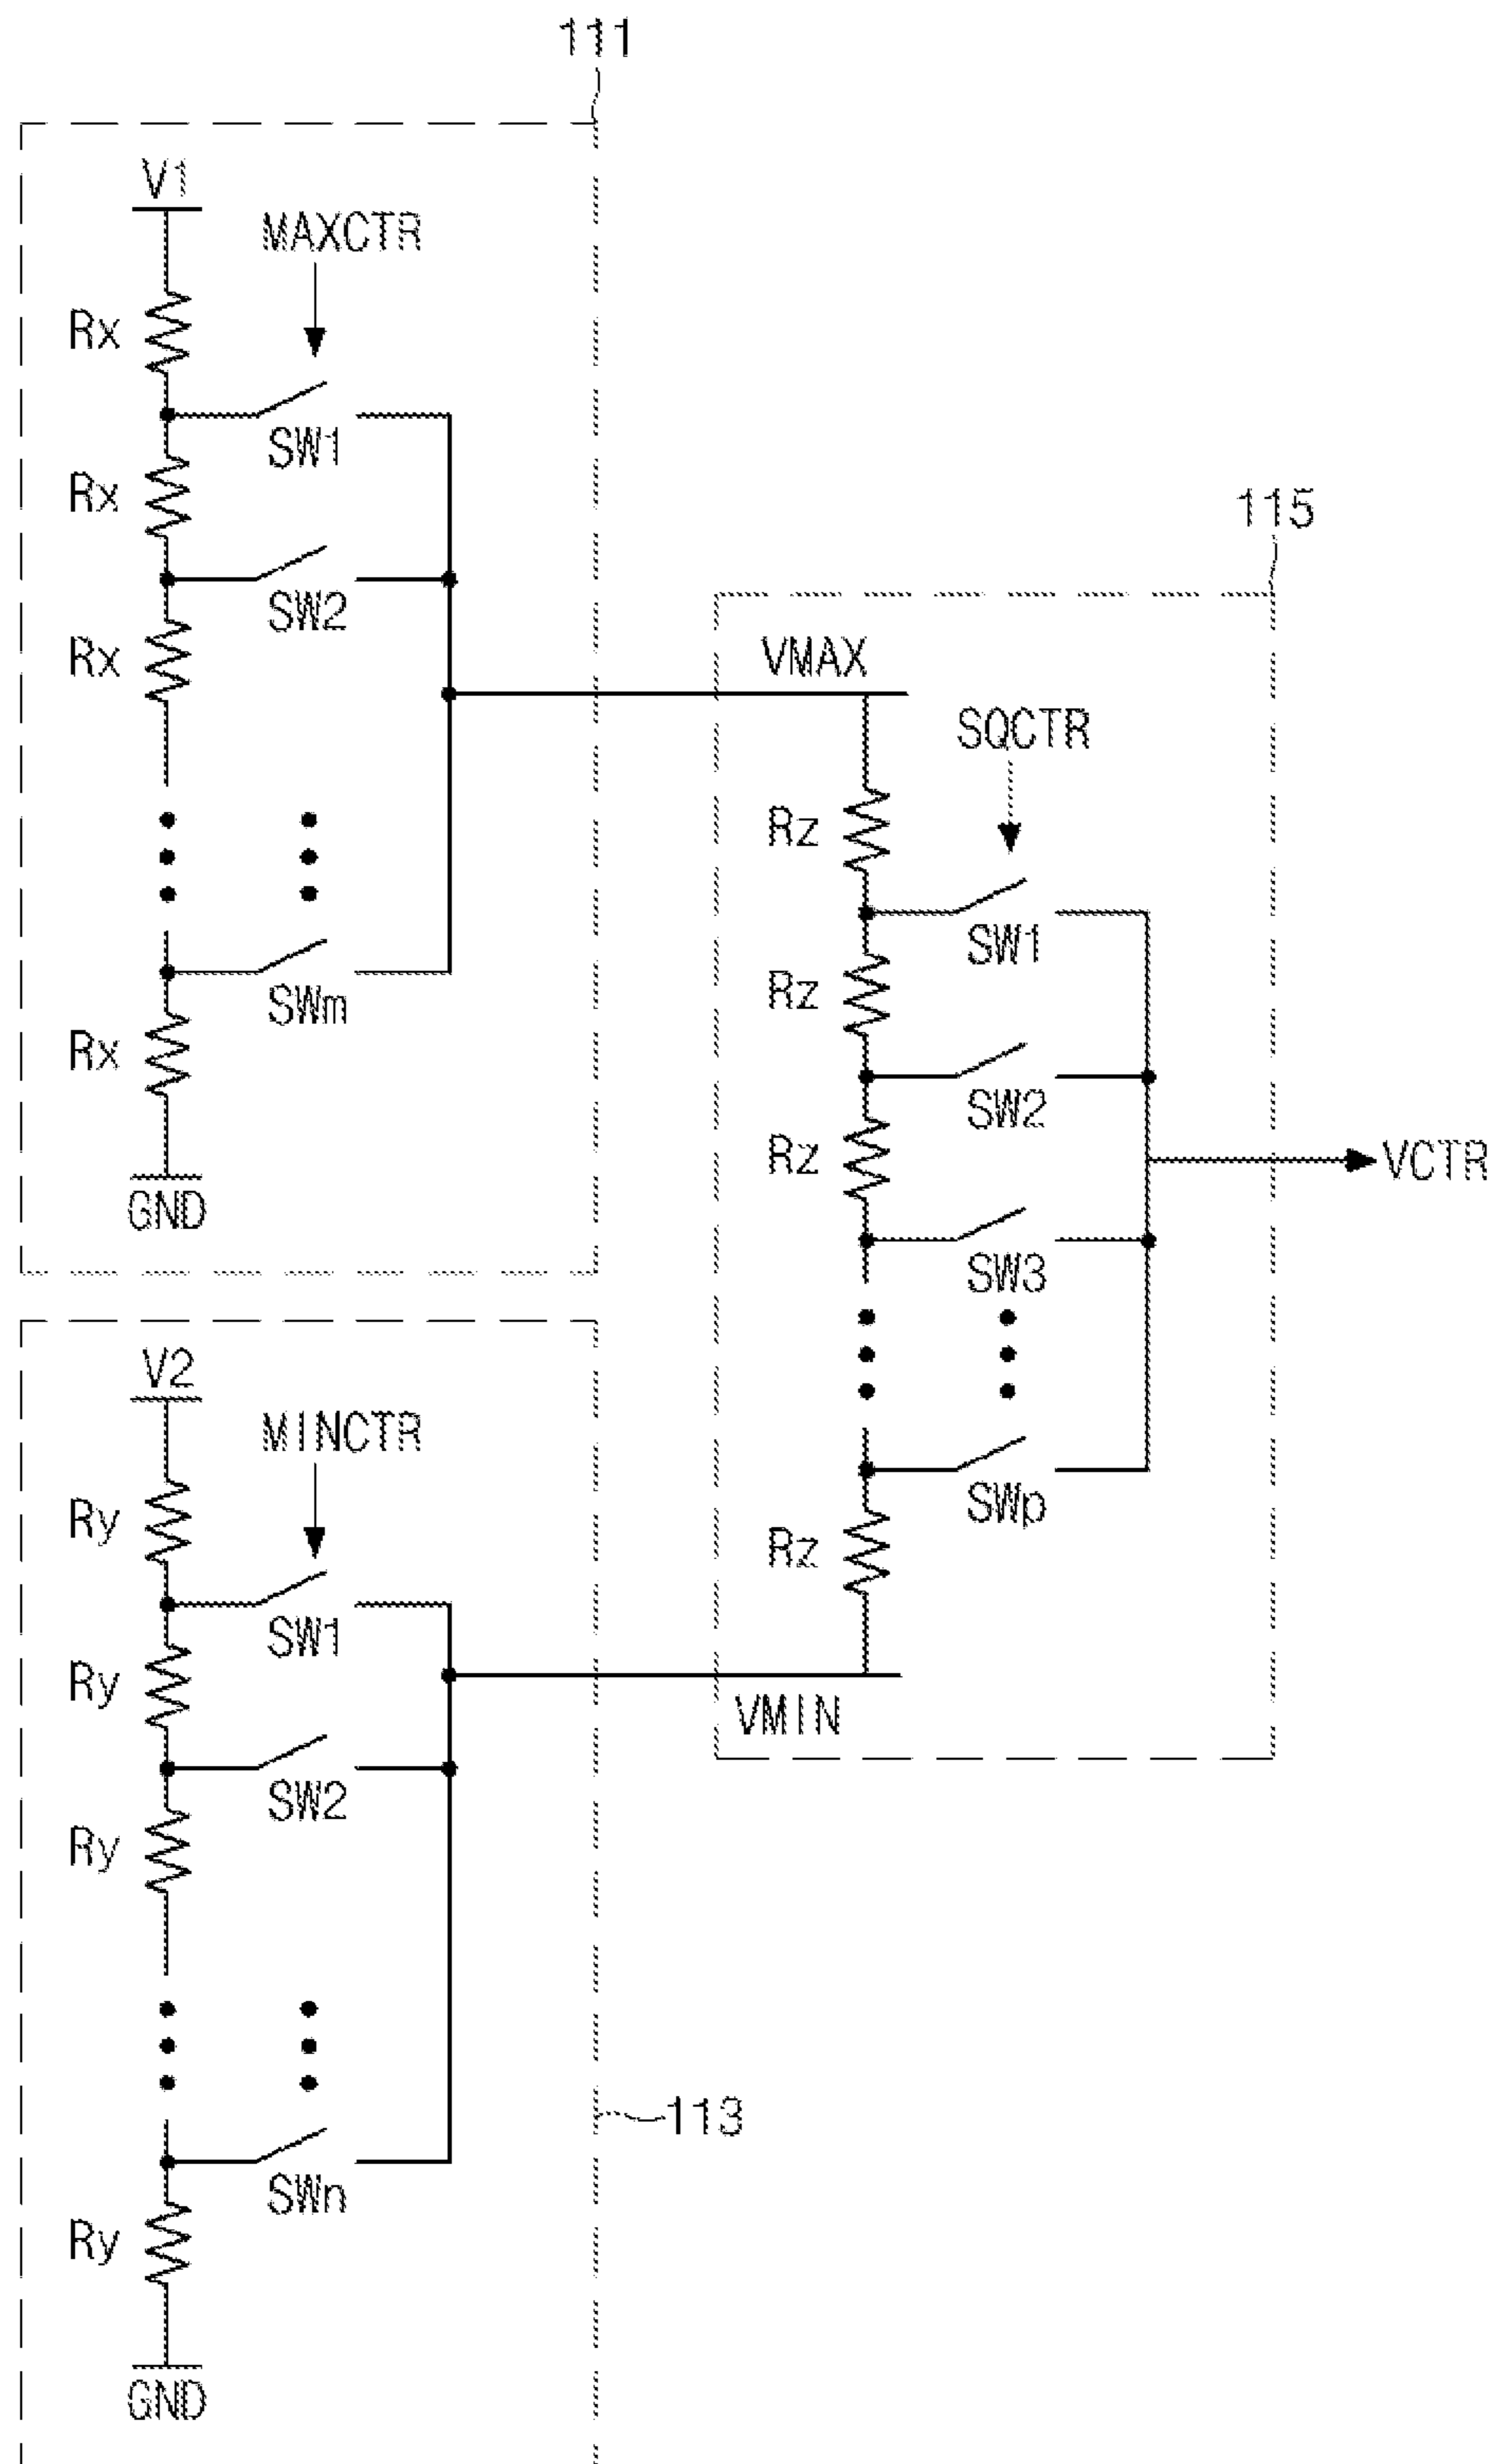 111
V1
MAXCTR
Rx
SW1
Rx
SW2
Rx
SWm
Rx
GND
115
VMAX
SQCTR
Rz
SW1
Rz
SW2
Rz
VCTR
SW3
SWp
Rz
VMIN
V2
MINCTR
Ry
SW1
Ry
SW2
Ry
113
SWn
Ry
GND